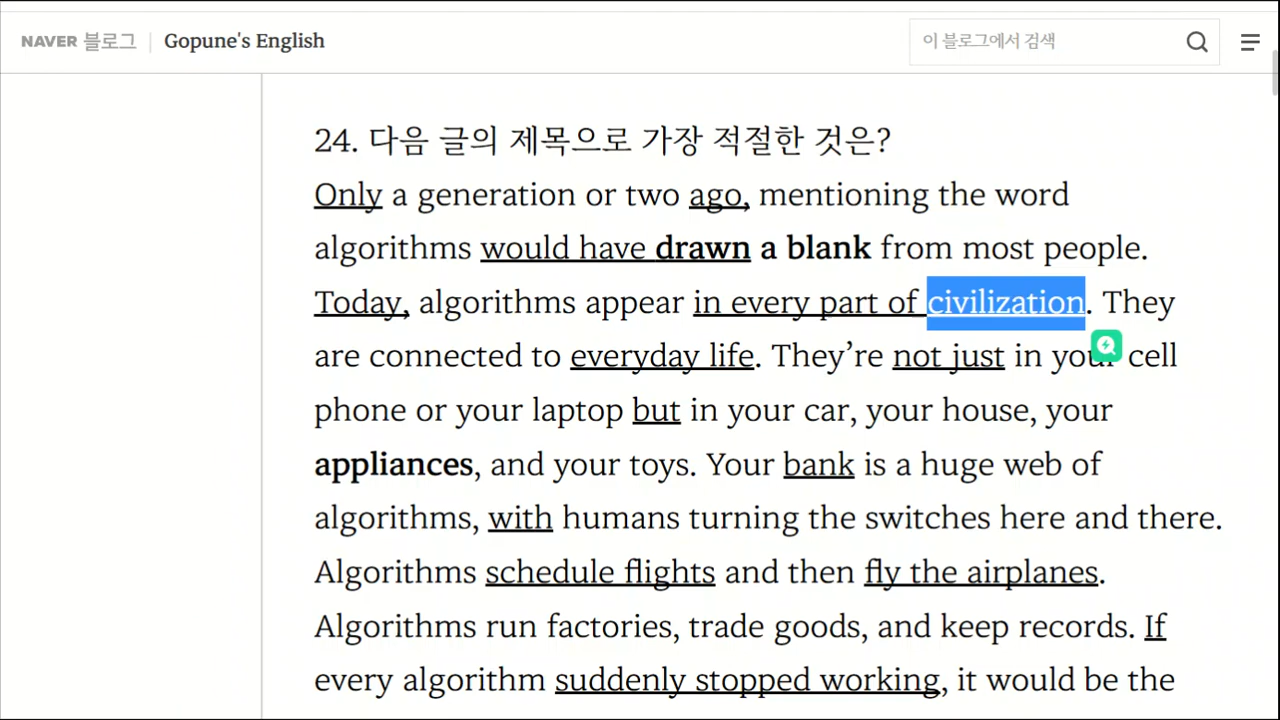 NAVER 블로그 Gopune's English 이 블로그에서 검색
24. 다음 글의 제목으로 가장 적절한 것은?
Only a generation or two ago, mentioning the word
algorithms would have drawn a blank from most people.
Today, algorithms appear in every part of civilization. They
are connected to everyday life. They’re not just in your cell
phone or your laptop but in your car, your house, your
appliances, and your toys. Your bank is a huge web of
algorithms, with humans turning the switches here and there.
Algorithms schedule flights and then fly the airplanes.
Algorithms run factories, trade goods, and keep records. If
every algorithm suddenly stopped working, it would be the